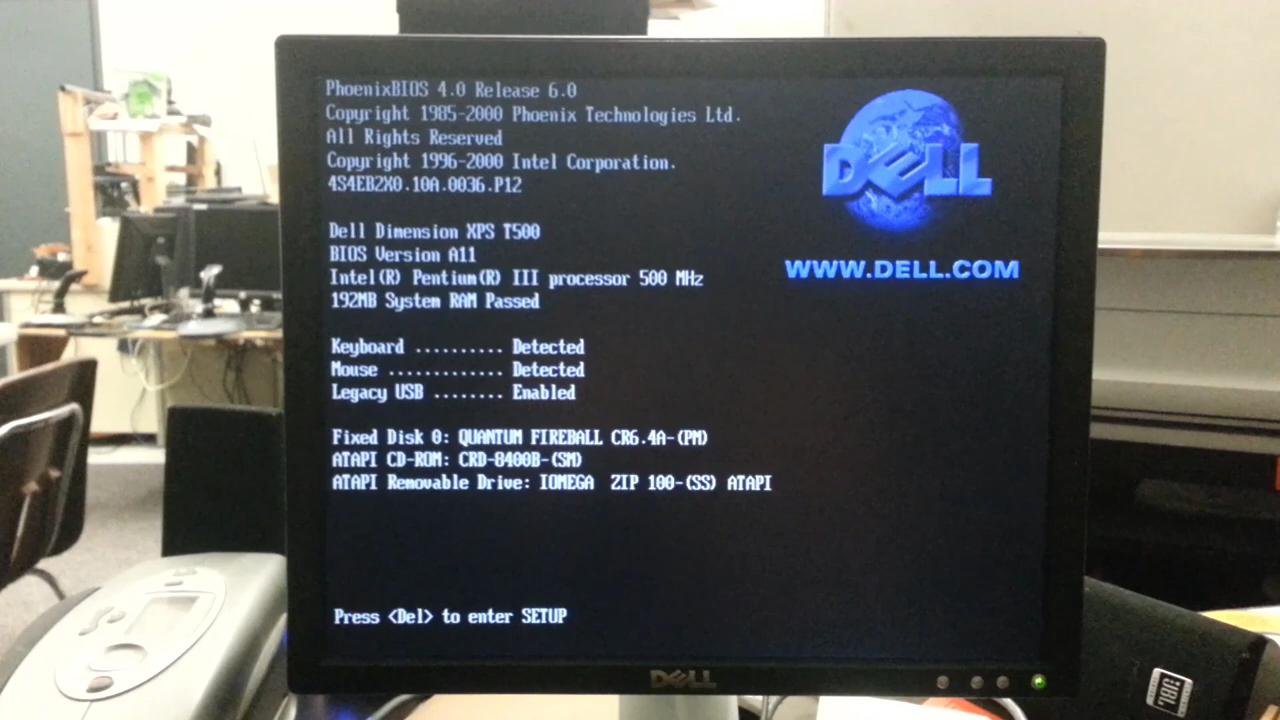 PhoenixBIOS 4.0 Release 6.0
Copyright 1985-2000 Phoenix Technologies Ltd.
All Rights Reserved
Copyright 1996-2000 Intel Corporation.
4S4EB2X0.10A.0036.P12
DELL
WWW.DELL.COM
Dell Dimension XPS T500
BIOS Version A11
Intel(R) Pentium(R) III processor 500 MHz
192MB System RAM Passed
Keyboard .......... Detected
Mouse ............. Detected
Legacy USB ........ Enabled
Fixed Disk 0: QUANTUM FIREBALL CR6.4A-(PM)
ATAPI CD-ROM: CRD-8400B-(SM)
ATAPI Removable Drive: IOMEGA  ZIP 100-(SS) ATAPI
Press <Del> to enter SETUP
DELL
JBL